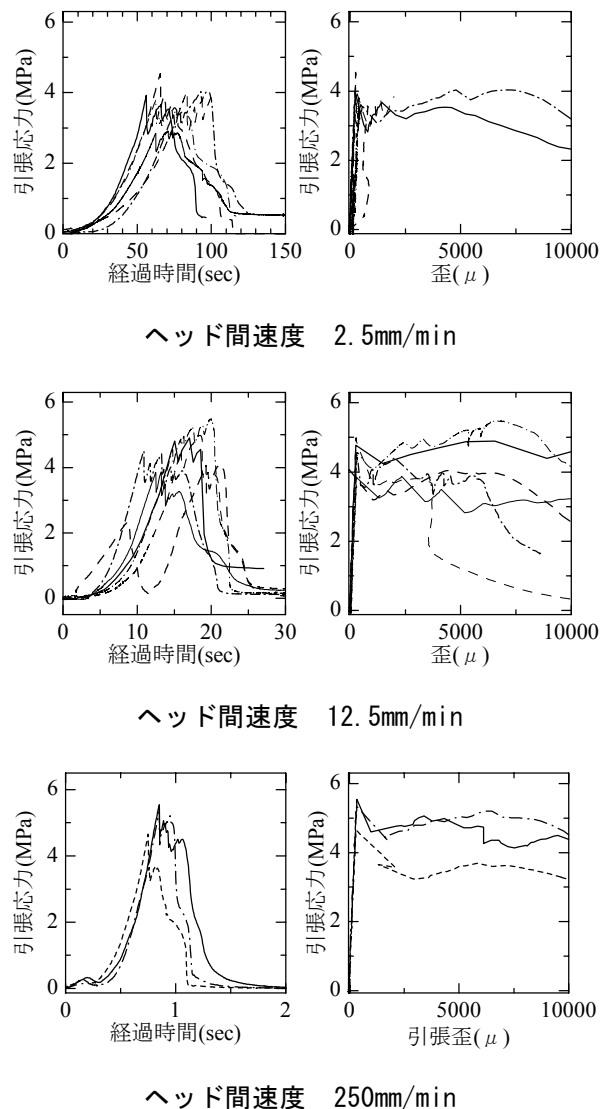 引張応力(MPa)
6
4
2
0
0 50 100 150
経過時間(sec)
引張応力(MPa)
6
4
2
0
0 5000 10000
歪(μ)
ヘッド間速度 2.5mm/min
引張応力(MPa)
6
4
2
0
0 10 20 30
経過時間(sec)
引張応力(MPa)
6
4
2
0
0 5000 10000
歪(μ)
ヘッド間速度 12.5mm/min
引張応力(MPa)
6
4
2
0
0 1 2
経過時間(sec)
引張応力(MPa)
6
4
2
0
0 5000 10000
引張歪(μ)
ヘッド間速度 250mm/min